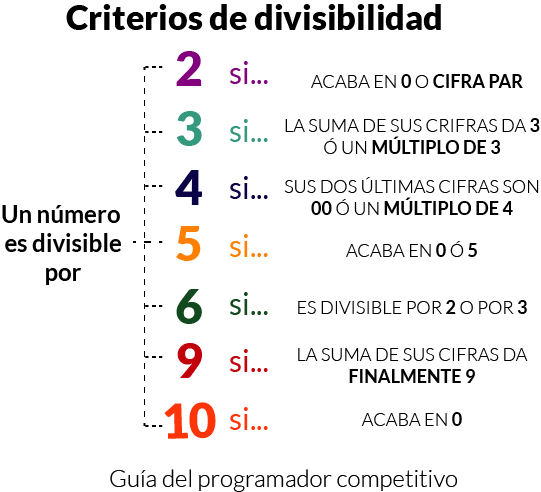 Criterios de divisibilidad
Un número
es divisible
por
2 si... ACABA EN 0 O CIFRA PAR
3 si... LA SUMA DE SUS CRIFRAS DA 3
Ó UN MÚLTIPLO DE 3
4 si... SUS DOS ÚLTIMAS CIFRAS SON
00 Ó UN MÚLTIPLO DE 4
5 si... ACABA EN 0 Ó 5
6 si... ES DIVISIBLE POR 2 O POR 3
9 si... LA SUMA DE SUS CIFRAS DA
FINALMENTE 9
10 si... ACABA EN 0
Guía del programador competitivo